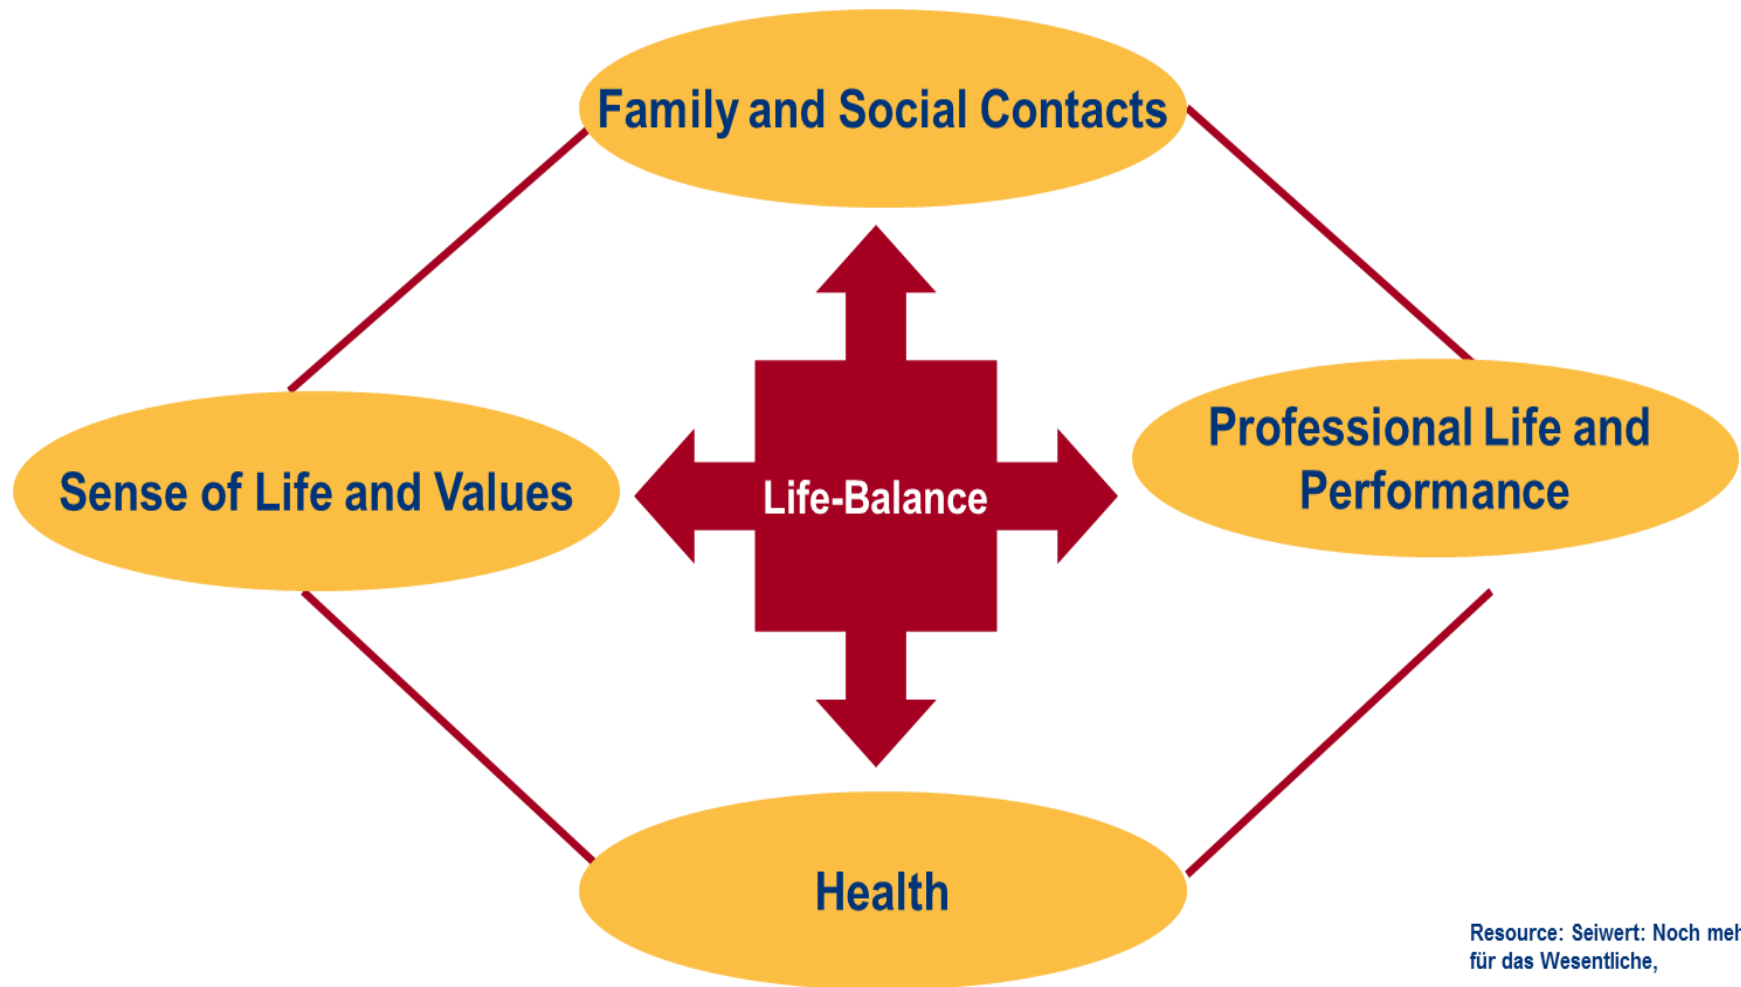 Family and Social Contacts
Professional Life and
Performance
Sense of Life and Values
Life-Balance
Health
Resource: Seiwert: Noch
für das Wesentliche,